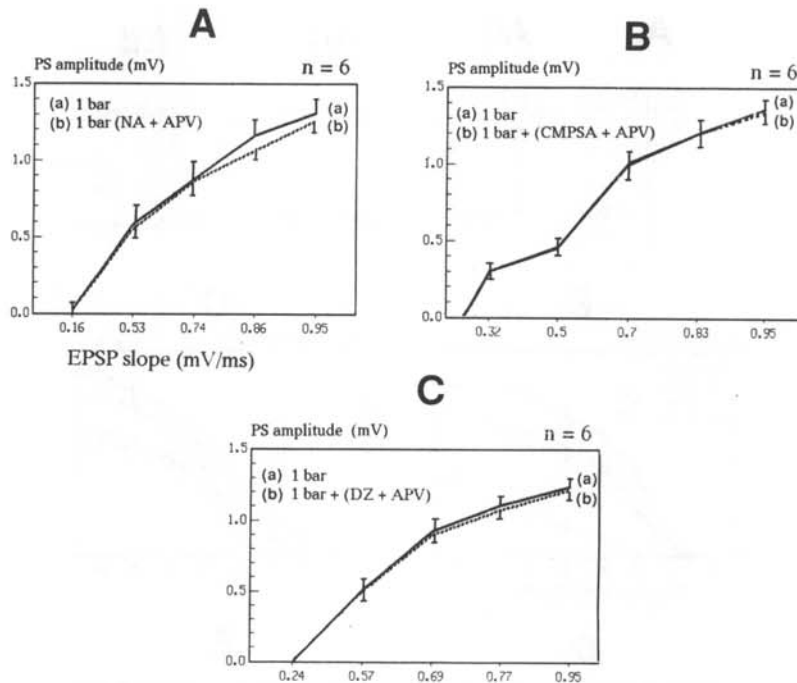 A
PS amplitude (mV)
n = 6
1.5
(a) 1 bar
(b) 1 bar (NA + APV)
(a)
(b)
1.0
0.5
0.0
0.16 0.53 0.74 0.86 0.95
EPSP slope (mV/ms)
B
PS amplitude (mV)
n = 6
1.5
(a) 1 bar
(b) 1 bar + (CMPSA + APV)
(a)
(b)
1.0
0.5
.0
0.32 0.5 0.7 0.83 0.95
C
PS amplitude (mV)
n = 6
1.5
(a) 1 bar
(b) 1 bar + (DZ + APV)
(a)
(b)
1.0
0.5
0.0
0.24 0.57 0.69 0.77 0.95